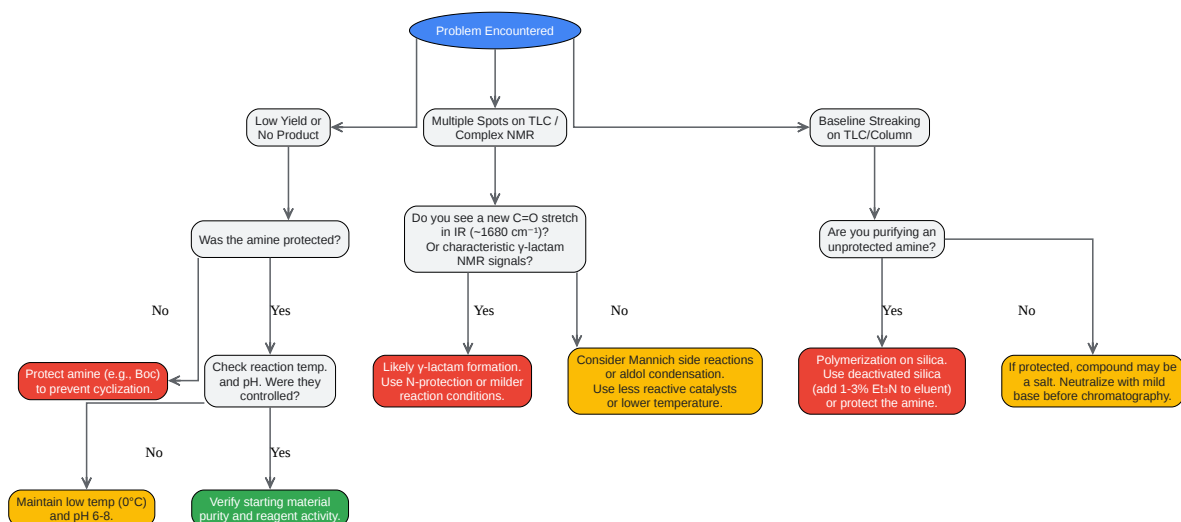 Problem Encountered
Low Yield or
No Product
Multiple Spots on TLC /
Complex NMR
Baseline Streaking
on TLC/Column
Was the amine protected?
Do you see a new C=O stretch
in IR (~1680 cm⁻¹)?
Or characteristic γ-lactam
NMR signals?
Are you purifying an
unprotected amine?
No
Yes
Yes
No
Yes
No
Protect amine (e.g., Boc)
to prevent cyclization.
Check reaction temp.
and pH. Were they
controlled?
Likely γ-lactam formation.
Use N-protection or milder
reaction conditions.
Consider Mannich side reactions
or aldol condensation.
Use less reactive catalysts
or lower temperature.
Polymerization on silica.
Use deactivated silica
(add 1-3% Et₃N to eluent)
or protect the amine.
If protected, compound may be
a salt. Neutralize with mild
base before chromatography.
No
Yes
Maintain low temp (0°C)
and pH 6-8.
Verify starting material
purity and reagent activity.